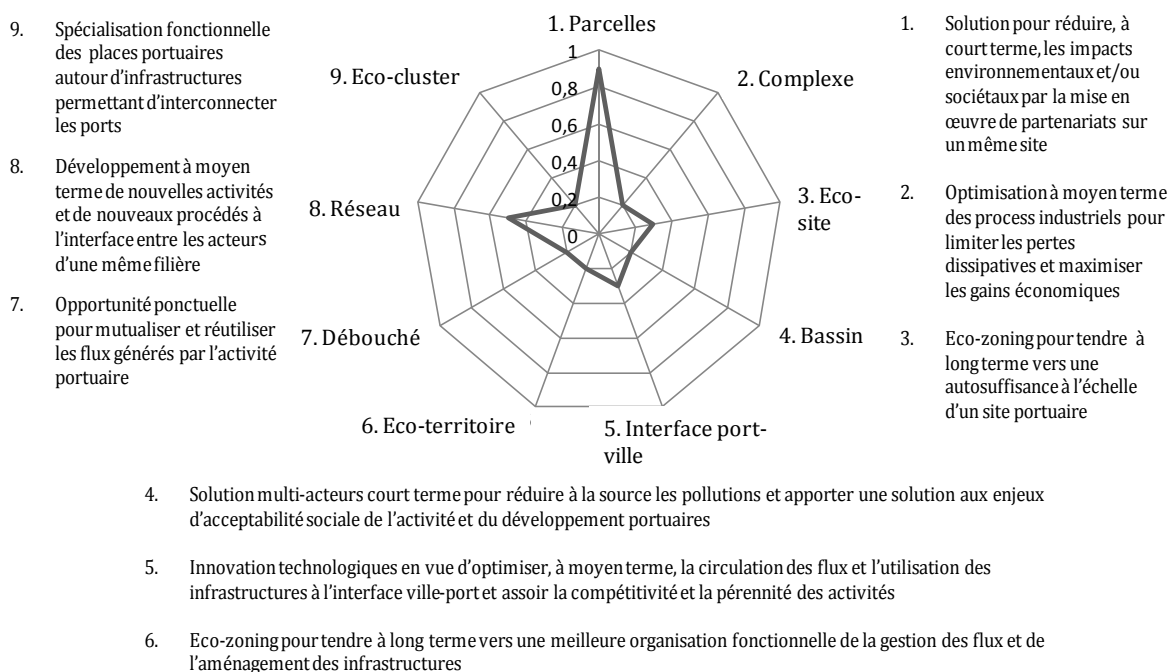 9. Spécialisation fonctionnelle
des places portuaires
autour d'infrastructures
permettant d'interconnecter
les ports
8. Développement à moyen
terme de nouvelles activités
et de nouveaux procédés à
l'interface entre les acteurs
d'une même filière
7. Opportunité ponctuelle
pour mutualiser et réutiliser
les flux générés par l'activité
portuaire
1. Parcelles
2. Complexe
3. Eco-
site
4. Bassin
5. Interface port-
ville
6. Eco-territoire
7. Débouché
8. Réseau
9. Eco-cluster
1
0,8
0,6
0,4
0,2
0
1. Solution pour réduire, à
court terme, les impacts
environnementaux et/ou
sociétaux par la mise en
œuvre de partenariats sur
un même site
2. Optimisation à moyen terme
des process industriels pour
limiter les pertes
dissipatives et maximiser
les gains économiques
3. Eco-zoning pour tendre à
long terme vers une
autosuffisance à l'échelle
d'un site portuaire
4. Solution multi-acteurs court terme pour réduire à la source les pollutions et apporter une solution aux enjeux
d'acceptabilité sociale de l'activité et du développement portuaires
5. Innovation technologiques en vue d'optimiser, à moyen terme, la circulation des flux et l'utilisation des
infrastructures à l'interface ville-port et assoir la compétitivité et la pérennité des activités
6. Eco-zoning pour tendre à long terme vers une meilleure organisation fonctionnelle de la gestion des flux et de
l'aménagement des infrastructures